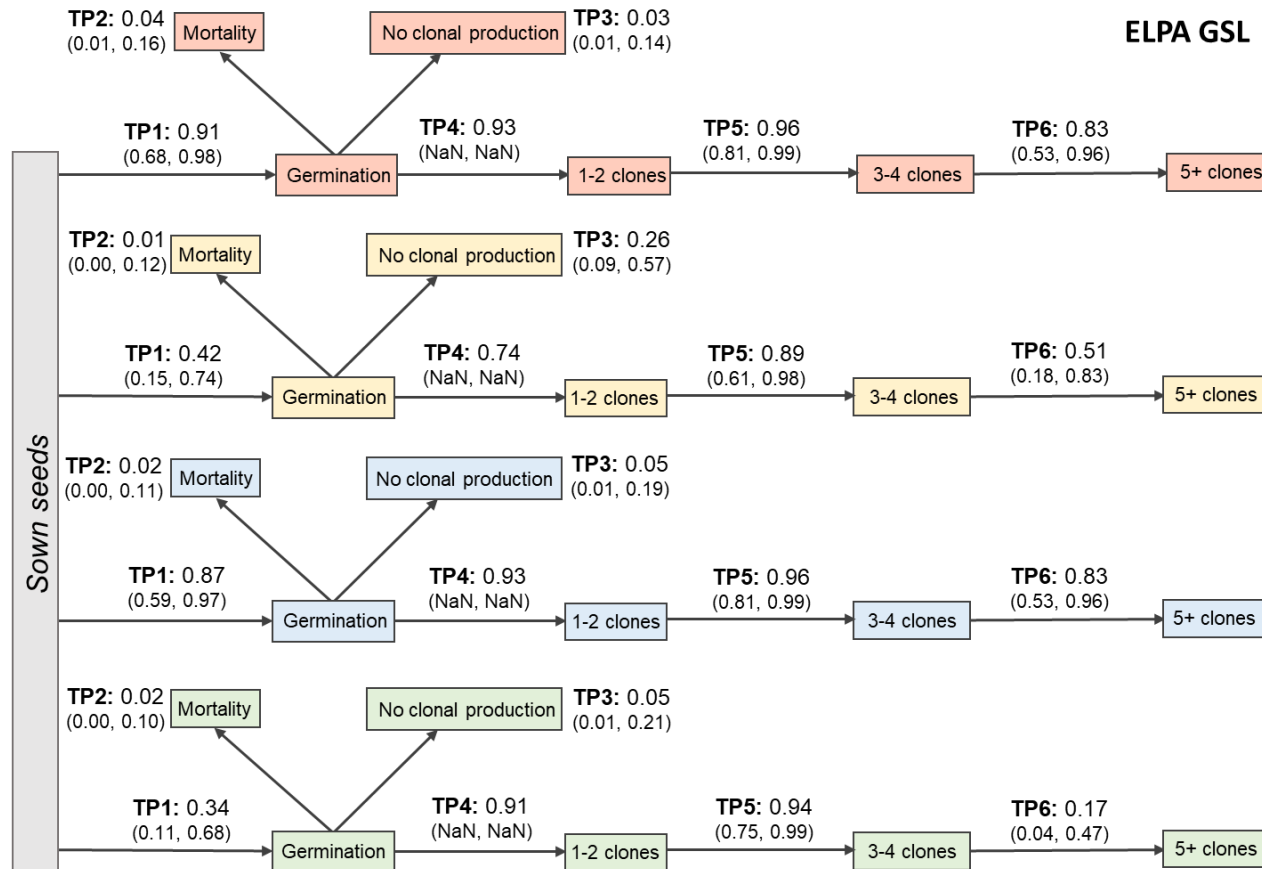 ELPA GSL
TP2: 0.04
(0.01, 0.16)
Mortality
No clonal production
TP3: 0.03
(0.01, 0.14)
TP1: 0.91
(0.68, 0.98)
Germination
TP4: 0.93
(NaN, NaN)
1-2 clones
TP5: 0.96
(0.81, 0.99)
3-4 clones
TP6: 0.83
(0.53, 0.96)
5+ clones
TP2: 0.01
(0.00, 0.12)
Mortality
No clonal production
TP3: 0.26
(0.09, 0.57)
TP1: 0.42
(0.15, 0.74)
Germination
TP4: 0.74
(NaN, NaN)
1-2 clones
TP5: 0.89
(0.61, 0.98)
3-4 clones
TP6: 0.51
(0.18, 0.83)
5+ clones
Sown seeds
TP2: 0.02
(0.00, 0.11)
Mortality
No clonal production
TP3: 0.05
(0.01, 0.19)
TP1: 0.87
(0.59, 0.97)
Germination
TP4: 0.93
(NaN, NaN)
1-2 clones
TP5: 0.96
(0.81, 0.99)
3-4 clones
TP6: 0.83
(0.53, 0.96)
5+ clones
TP2: 0.02
(0.00, 0.10)
Mortality
No clonal production
TP3: 0.05
(0.01, 0.21)
TP1: 0.34
(0.11, 0.68)
Germination
TP4: 0.91
(NaN, NaN)
1-2 clones
TP5: 0.94
(0.75, 0.99)
3-4 clones
TP6: 0.17
(0.04, 0.47)
5+ clones